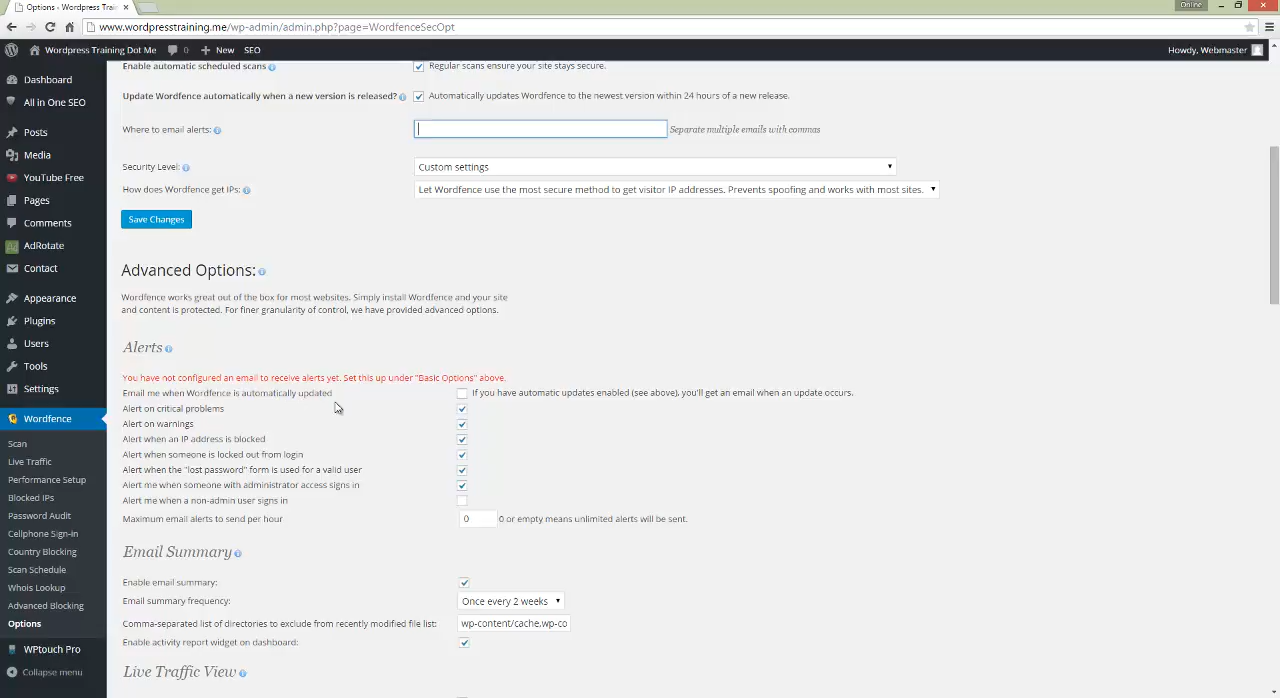 Options ‹ Wordpress Trai
Online
www.wordpresstraining.me/wp-admin/admin.php?page=WordfenceSecOpt
Wordpress Training Dot Me 0 New SEO Howdy, Webmaster
Dashboard
All in One SEO
Posts
Media
YouTube Free
Pages
Comments
AdRotate
Contact
Appearance
Plugins
Users
Tools
Settings
Wordfence
Scan
Live Traffic
Performance Setup
Blocked IPs
Password Audit
Cellphone Sign-in
Country Blocking
Scan Schedule
Whois Lookup
Advanced Blocking
Options
WPtouch Pro
Collapse menu
Enable automatic scheduled scans Regular scans ensure your site stays secure.
Update Wordfence automatically when a new version is released? Automatically updates Wordfence to the newest version within 24 hours of a new release.
Where to email alerts: Separate multiple emails with commas
Security Level: Custom settings
How does Wordfence get IPs: Let Wordfence use the most secure method to get visitor IP addresses. Prevents spoofing and works with most sites.
Save Changes
Advanced Options:
Wordfence works great out of the box for most websites. Simply install Wordfence and your site
and content is protected. For finer granularity of control, we have provided advanced options.
Alerts
You have not configured an email to receive alerts yet. Set this up under "Basic Options" above.
Email me when Wordfence is automatically updated If you have automatic updates enabled (see above), you'll get an email when an update occurs.
Alert on critical problems
Alert on warnings
Alert when an IP address is blocked
Alert when someone is locked out from login
Alert when the "lost password" form is used for a valid user
Alert me when someone with administrator access signs in
Alert me when a non-admin user signs in
Maximum email alerts to send per hour 0 0 or empty means unlimited alerts will be sent.
Email Summary
Enable email summary:
Email summary frequency: Once every 2 weeks
Comma-separated list of directories to exclude from recently modified file list: wp-content/cache,wp-co
Enable activity report widget on dashboard:
Live Traffic View